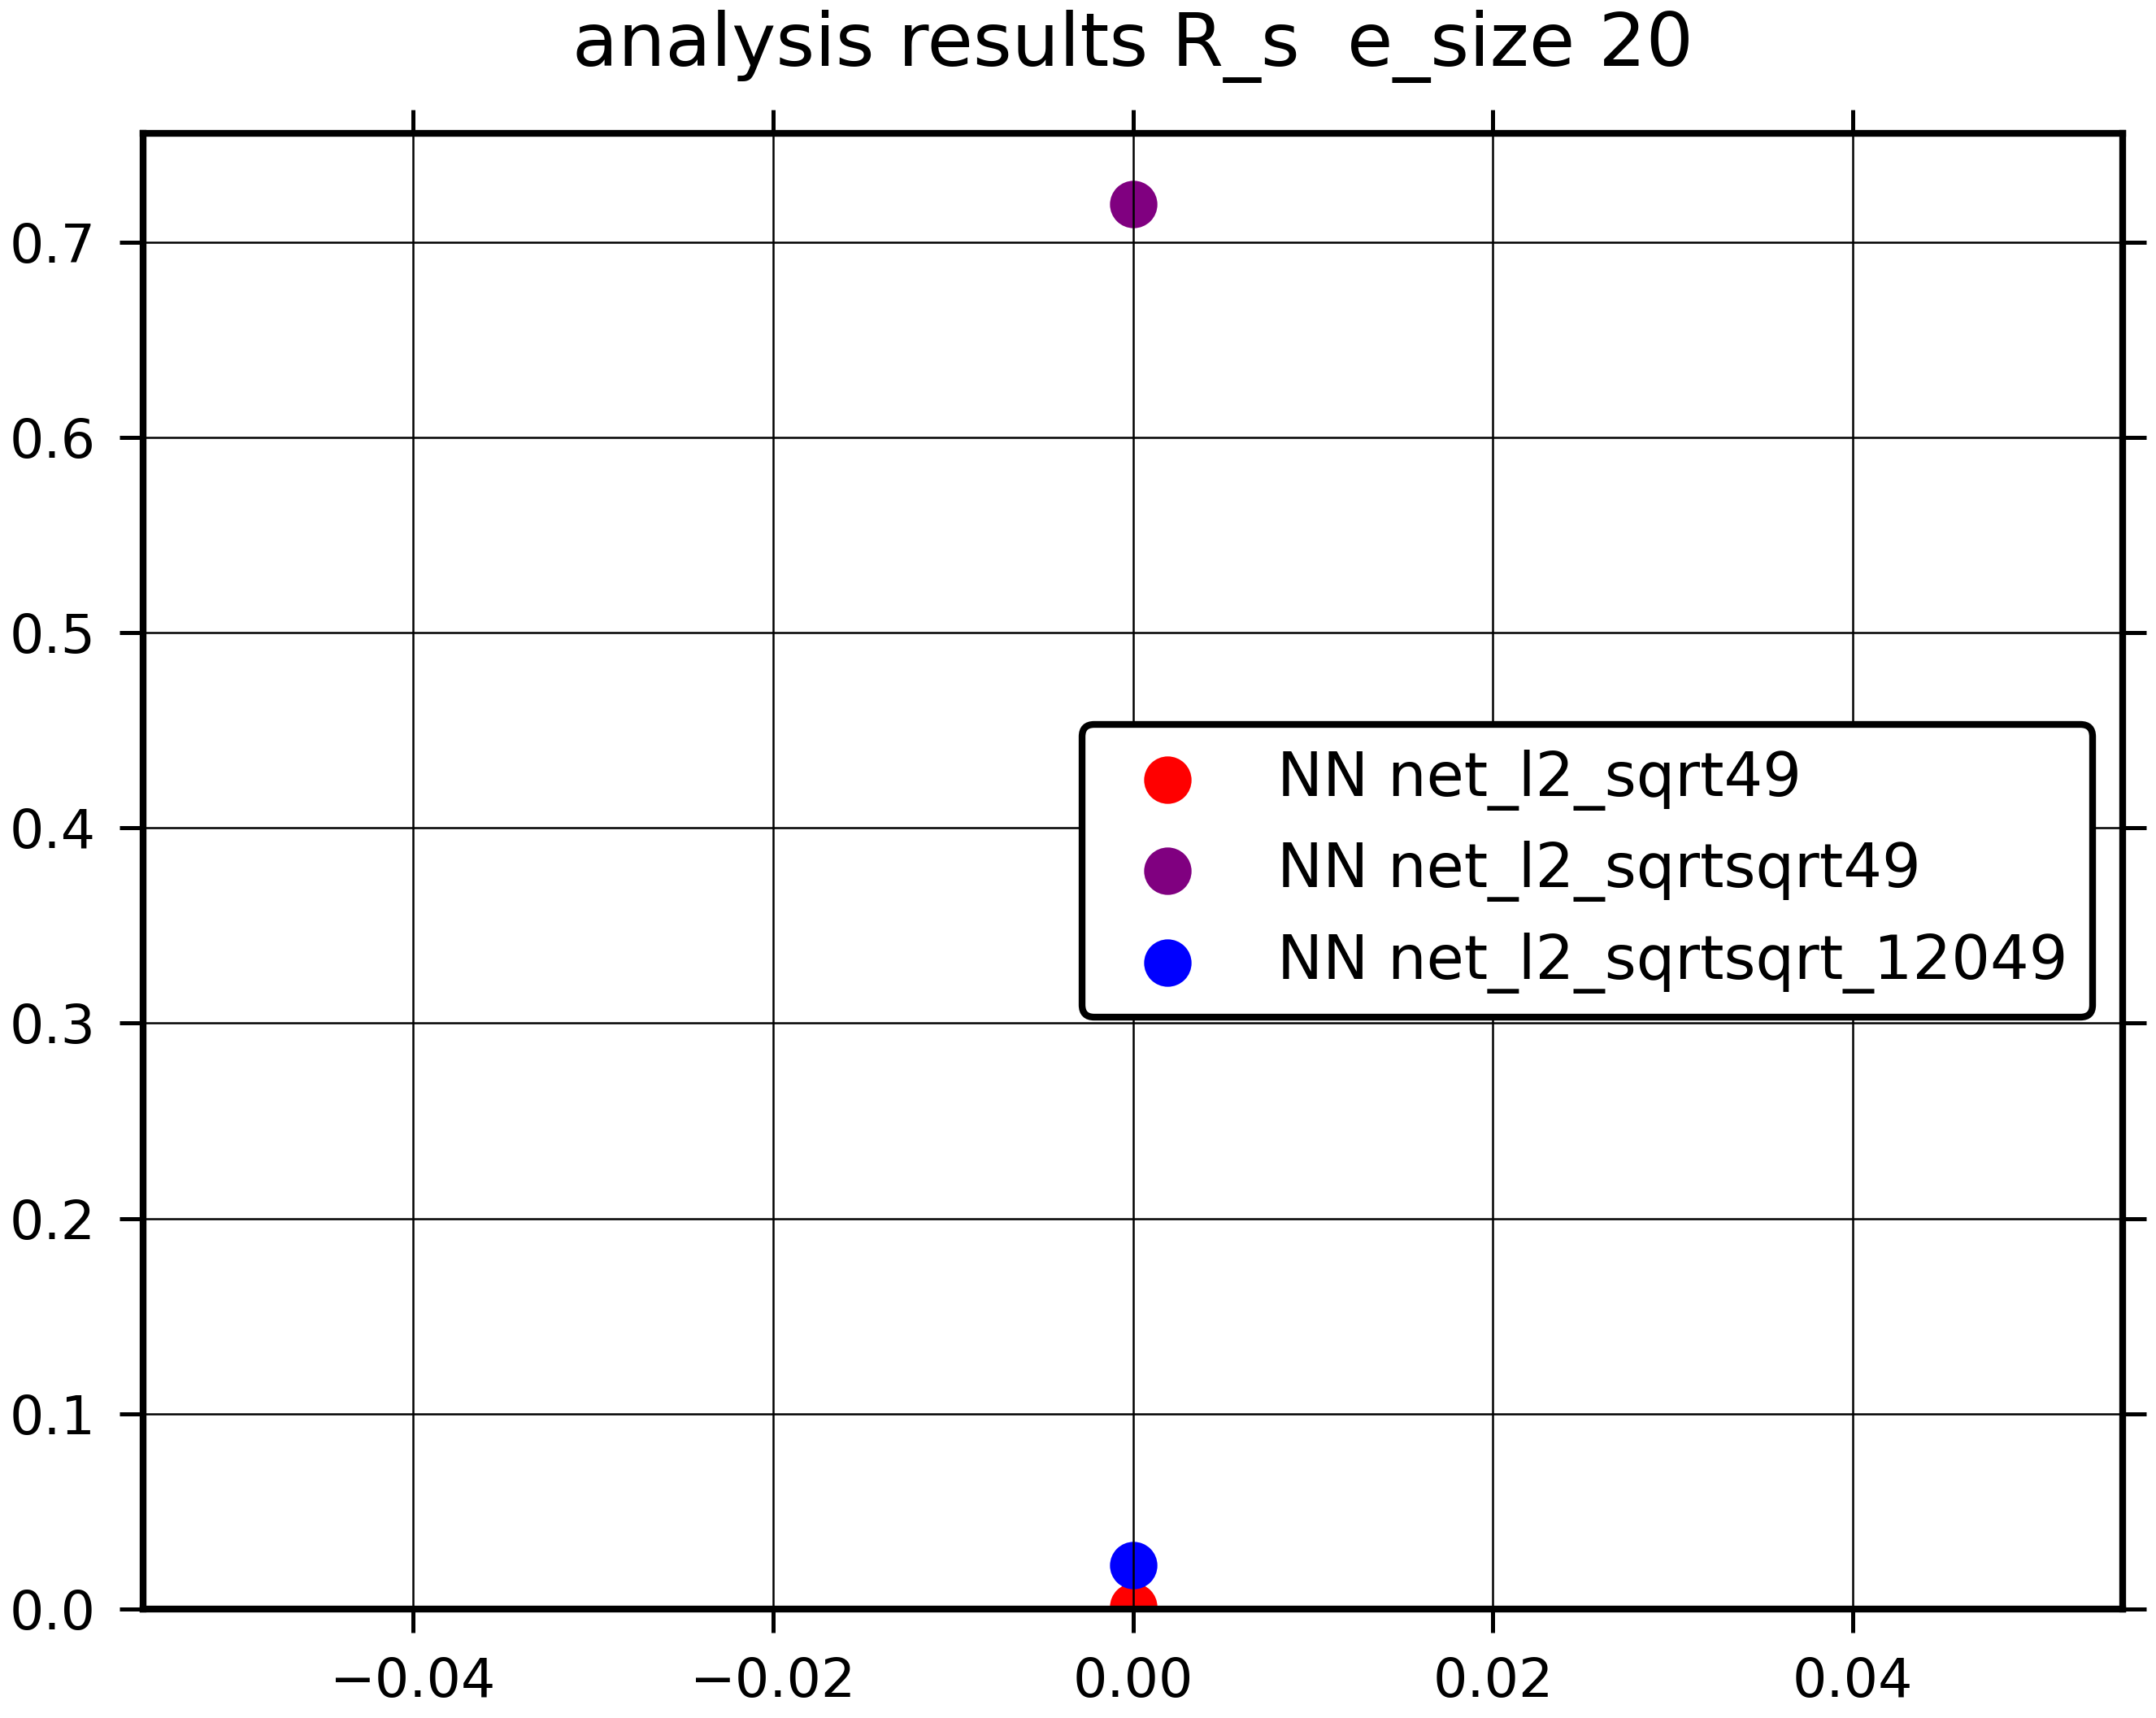 analysis results R_s  e_size 20
0.7
0.6
0.5
0.4
0.3
0.2
0.1
0.0
NN net_l2_sqrt49
NN net_l2_sqrtsqrt49
NN net_l2_sqrtsqrt_12049
−0.04 −0.02 0.00 0.02 0.04